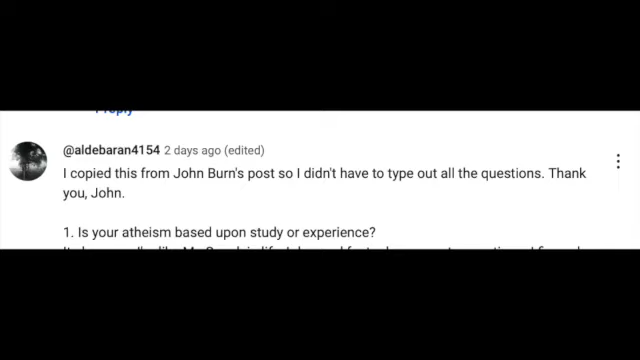 reply
@aldebaran4154 2 days ago (edited)
I copied this from John Burn's post so I didn't have to type out all the questions. Thank
you, John.
1. Is your atheism based upon study or experience?